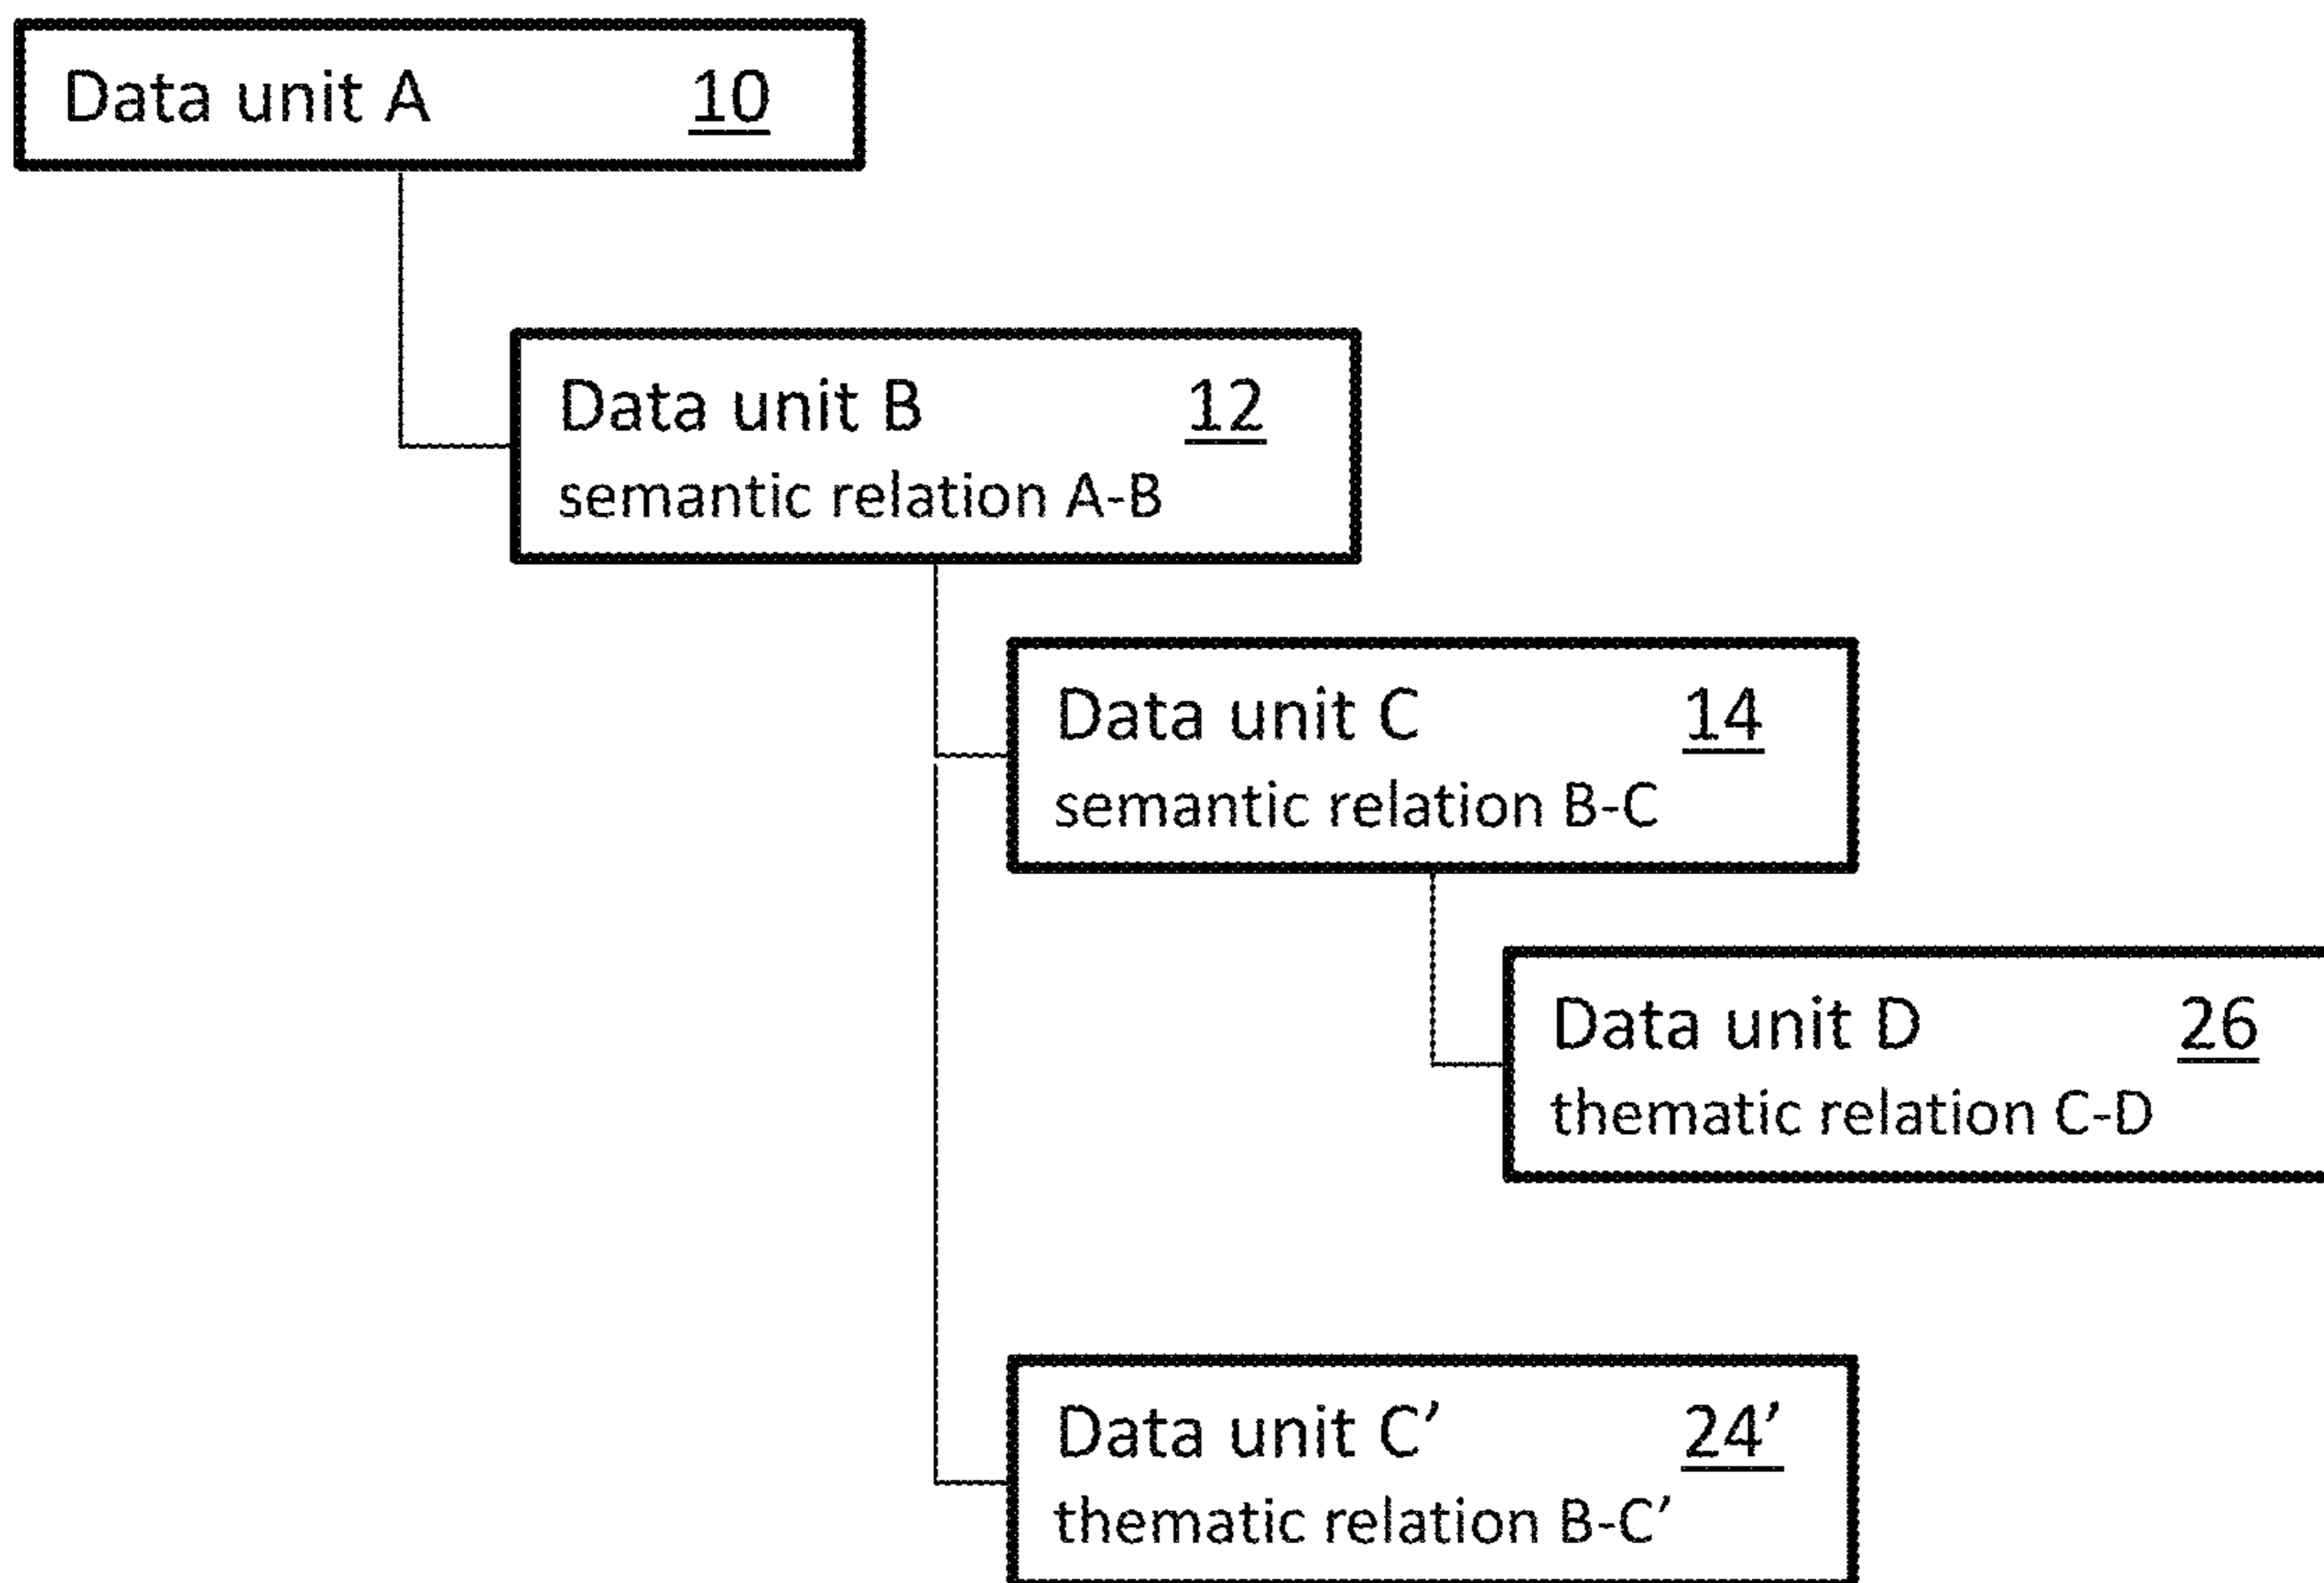 Data unit A 10
Data unit B 12
semantic relation A-B
Data unit C 14
semantic relation B-C
Data unit D 26
thematic relation C-D
Data unit C’ 24’
thematic relation B-C’